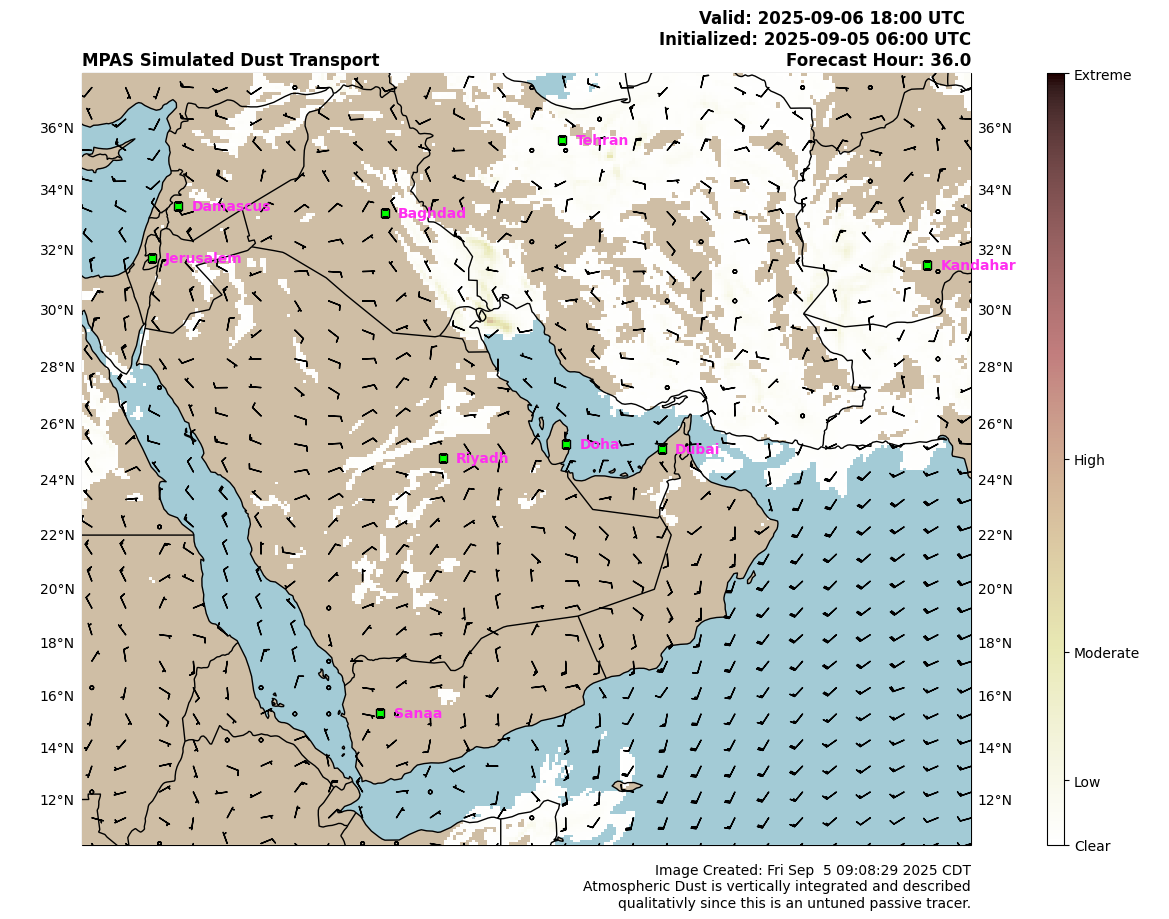 Valid: 2025-09-06 18:00 UTC
Initialized: 2025-09-05 06:00 UTC
MPAS Simulated Dust Transport
Forecast Hour: 36.0
Extreme
36°N
Tehran
36°N
34°N
Damascus
Baghdad
34°N
32°N
Jerusalem
32°N
Kandahar
30°N
30°N
28°N
28°N
26°N
Doha
Dubai
26°N
Riyadh
High
24°N
24°N
22°N
22°N
20°N
20°N
18°N
18°N
Moderate
16°N
16°N
Sanaa
14°N
14°N
12°N
12°N
Low
Clear
Image Created: Fri Sep  5 09:08:29 2025 CDT
Atmospheric Dust is vertically integrated and described
qualitativly since this is an untuned passive tracer.